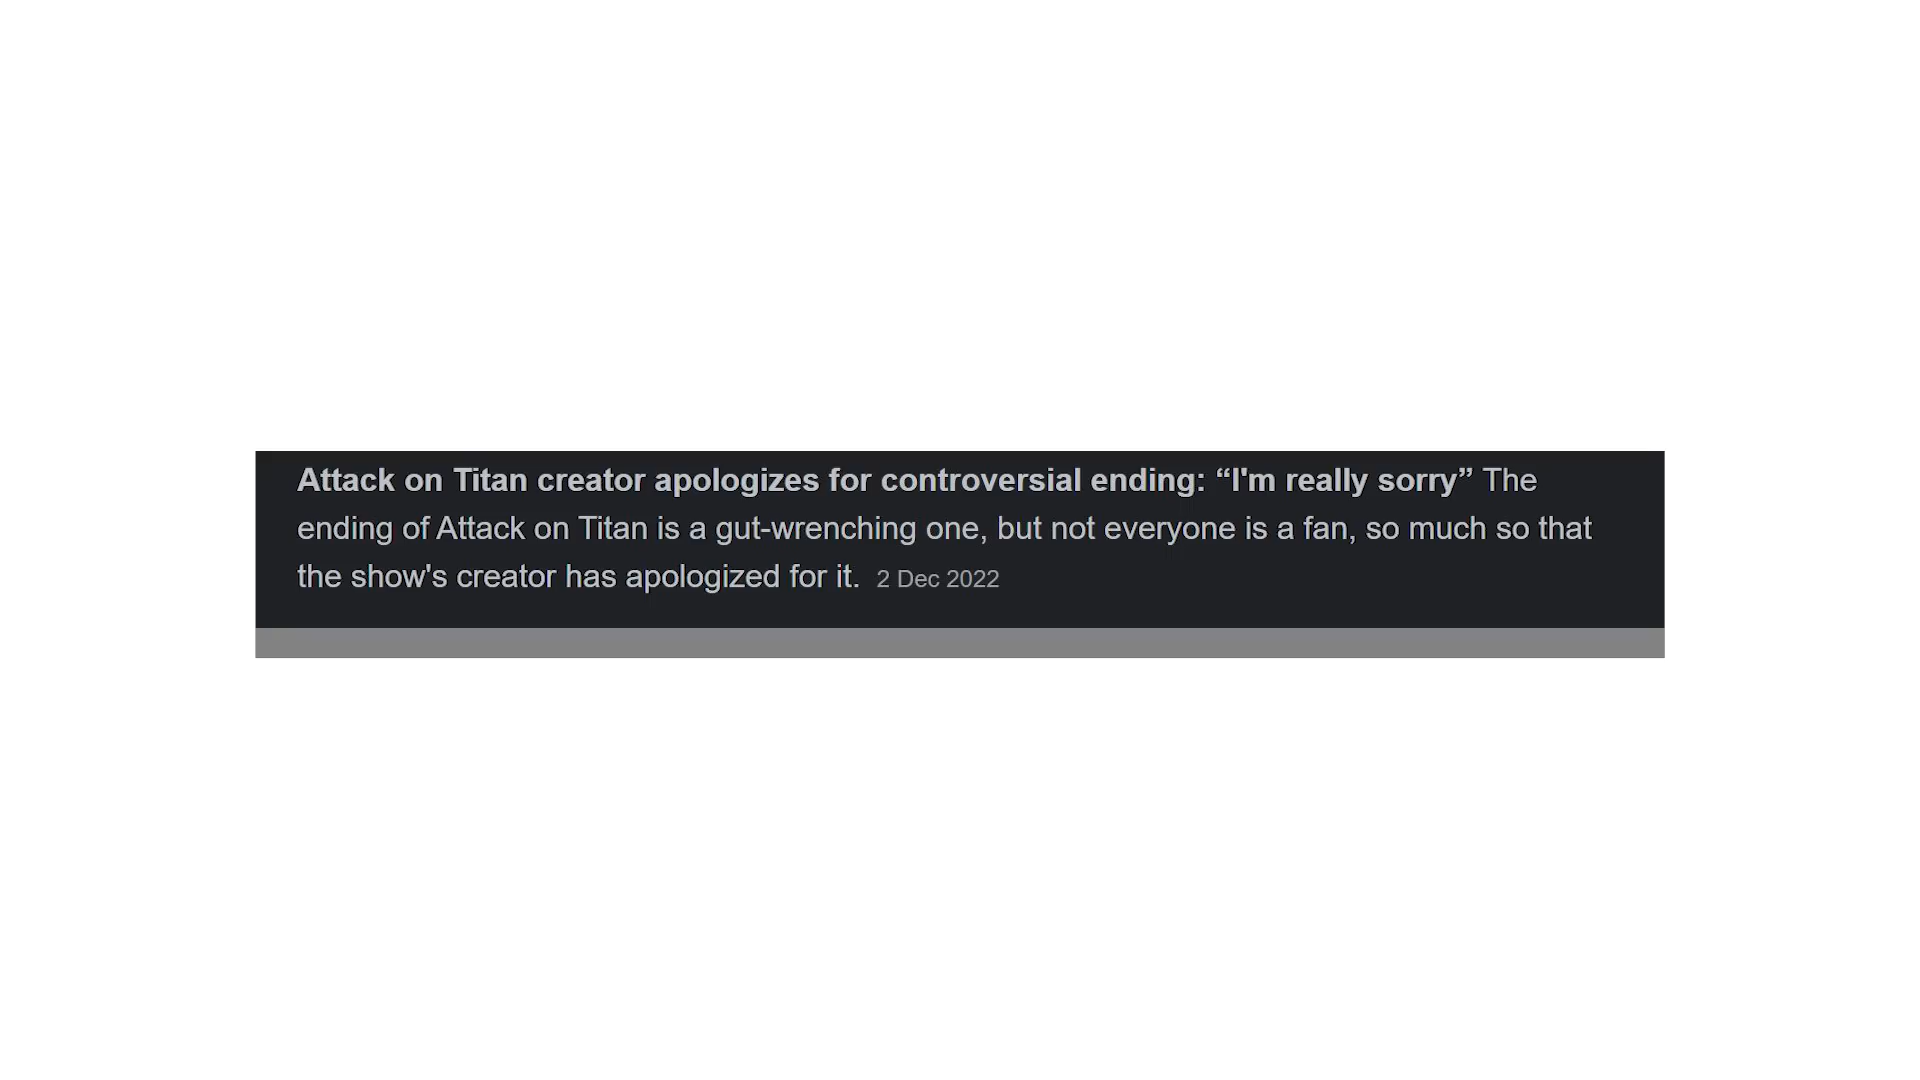 Attack on Titan creator apologizes for controversial ending: “I'm really sorry” The
ending of Attack on Titan is a gut-wrenching one, but not everyone is a fan, so much so that
the show's creator has apologized for it. 2 Dec 2022